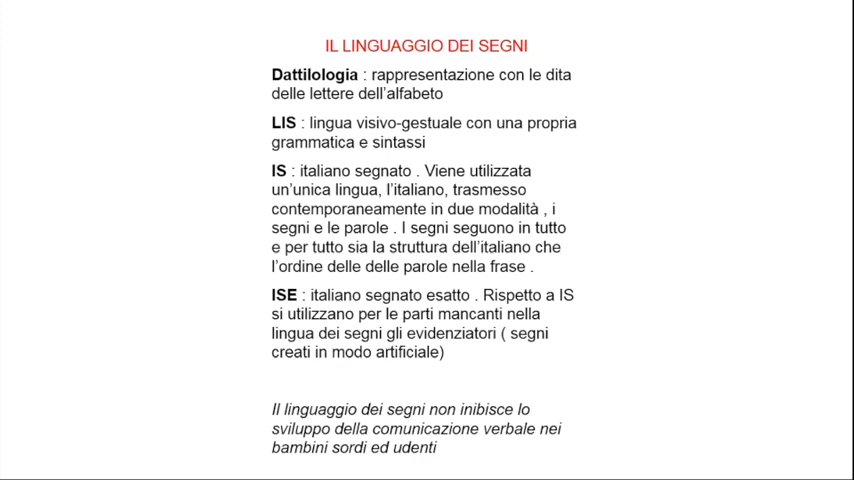 IL LINGUAGGIO DEI SEGNI
Dattilologia : rappresentazione con le dita
delle lettere dell'alfabeto
LIS : lingua visivo-gestuale con una propria
grammatica e sintassi
IS : italiano segnato . Viene utilizzata
un'unica lingua, l'italiano, trasmesso
contemporaneamente in due modalità , i
segni e le parole . I segni seguono in tutto
e per tutto sia la struttura dell'italiano che
l'ordine delle delle parole nella frase .
ISE : italiano segnato esatto . Rispetto a IS
si utilizzano per le parti mancanti nella
lingua dei segni gli evidenziatori ( segni
creati in modo artificiale)
Il linguaggio dei segni non inibisce lo
sviluppo della comunicazione verbale nei
bambini sordi ed udenti